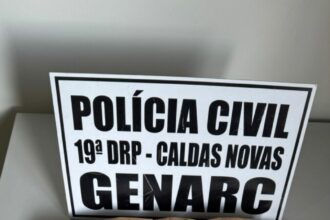 POLÍCIA CIVIL
19ª DRP - CALDAS NOVAS
GENARC